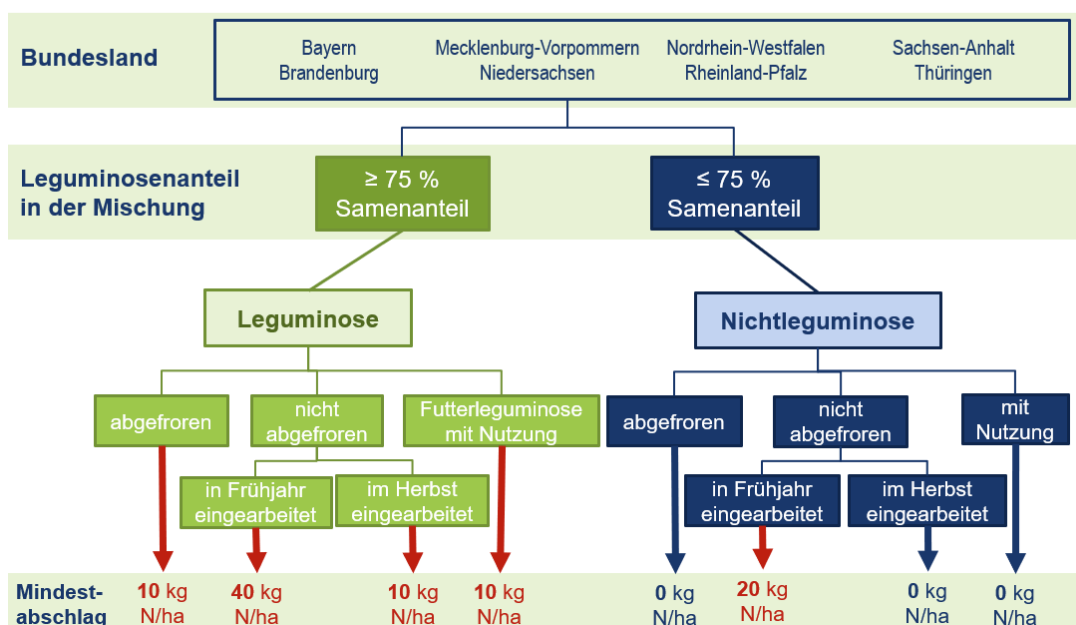 Bundesland
Bayern
Brandenburg
Mecklenburg-Vorpommern
Niedersachsen
Nordrhein-Westfalen
Rheinland-Pfalz
Sachsen-Anhalt
Thüringen
Leguminosenanteil
in der Mischung
≥ 75 %
Samenanteil
≤ 75 %
Samenanteil
Leguminose
Nichtleguminose
abgefroren
nicht
abgefroren
Futterleguminose
mit Nutzung
abgefroren
nicht
abgefroren
mit
Nutzung
in Frühjahr
eingearbeitet
im Herbst
eingearbeitet
in Frühjahr
eingearbeitet
im Herbst
eingearbeitet
Mindest-
abschlag
10 kg
N/ha
40 kg
N/ha
10 kg
N/ha
10 kg
N/ha
0 kg
N/ha
20 kg
N/ha
0 kg
N/ha
0 kg
N/ha